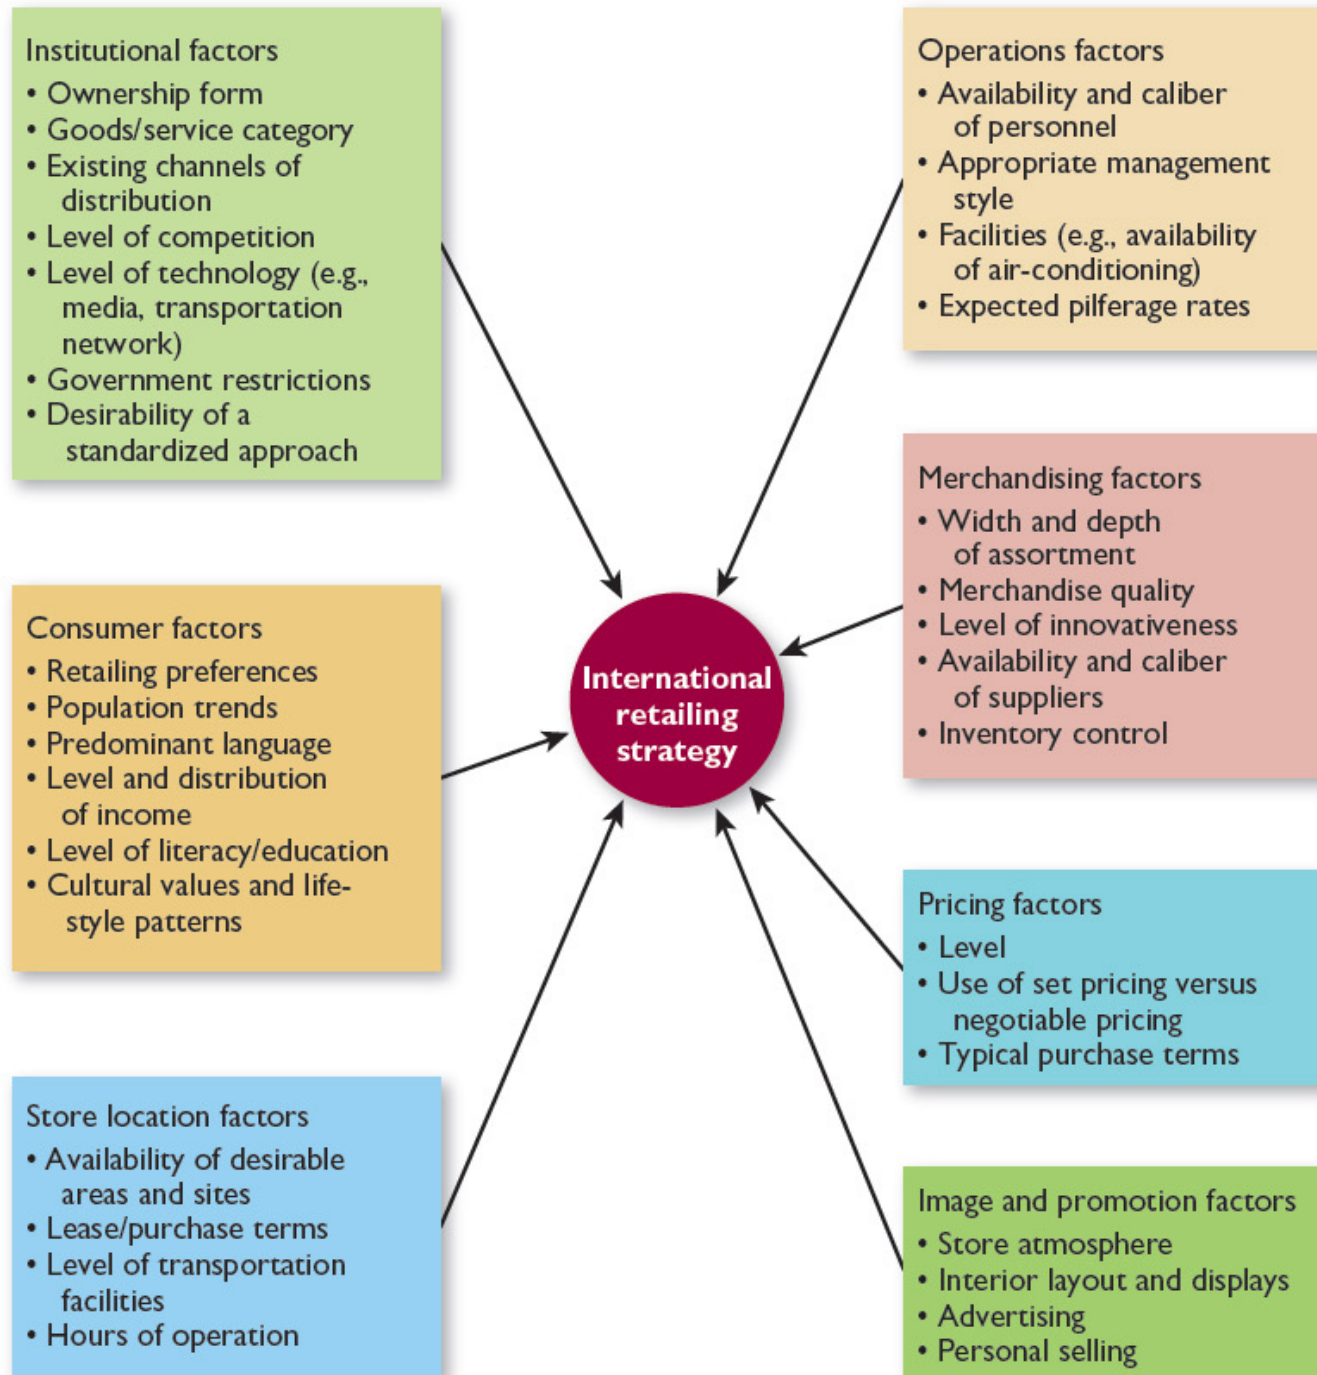 Institutional factors
• Ownership form
• Goods/service category
• Existing channels of
distribution
• Level of competition
• Level of technology (e.g.,
media, transportation
network)
• Government restrictions
• Desirability of a
standardized approach
Consumer factors
• Retailing preferences
• Population trends
• Predominant language
• Level and distribution
of income
• Level of literacy/education
• Cultural values and life-
style patterns
Store location factors
• Availability of desirable
areas and sites
• Lease/purchase terms
• Level of transportation
facilities
• Hours of operation
International
retailing
strategy
Operations factors
• Availability and caliber
of personnel
• Appropriate management
style
• Facilities (e.g., availability
of air-conditioning)
• Expected pilferage rates
Merchandising factors
• Width and depth
of assortment
• Merchandise quality
• Level of innovativeness
• Availability and caliber
of suppliers
• Inventory control
Pricing factors
• Level
• Use of set pricing versus
negotiable pricing
• Typical purchase terms
Image and promotion factors
• Store atmosphere
• Interior layout and displays
• Advertising
• Personal selling